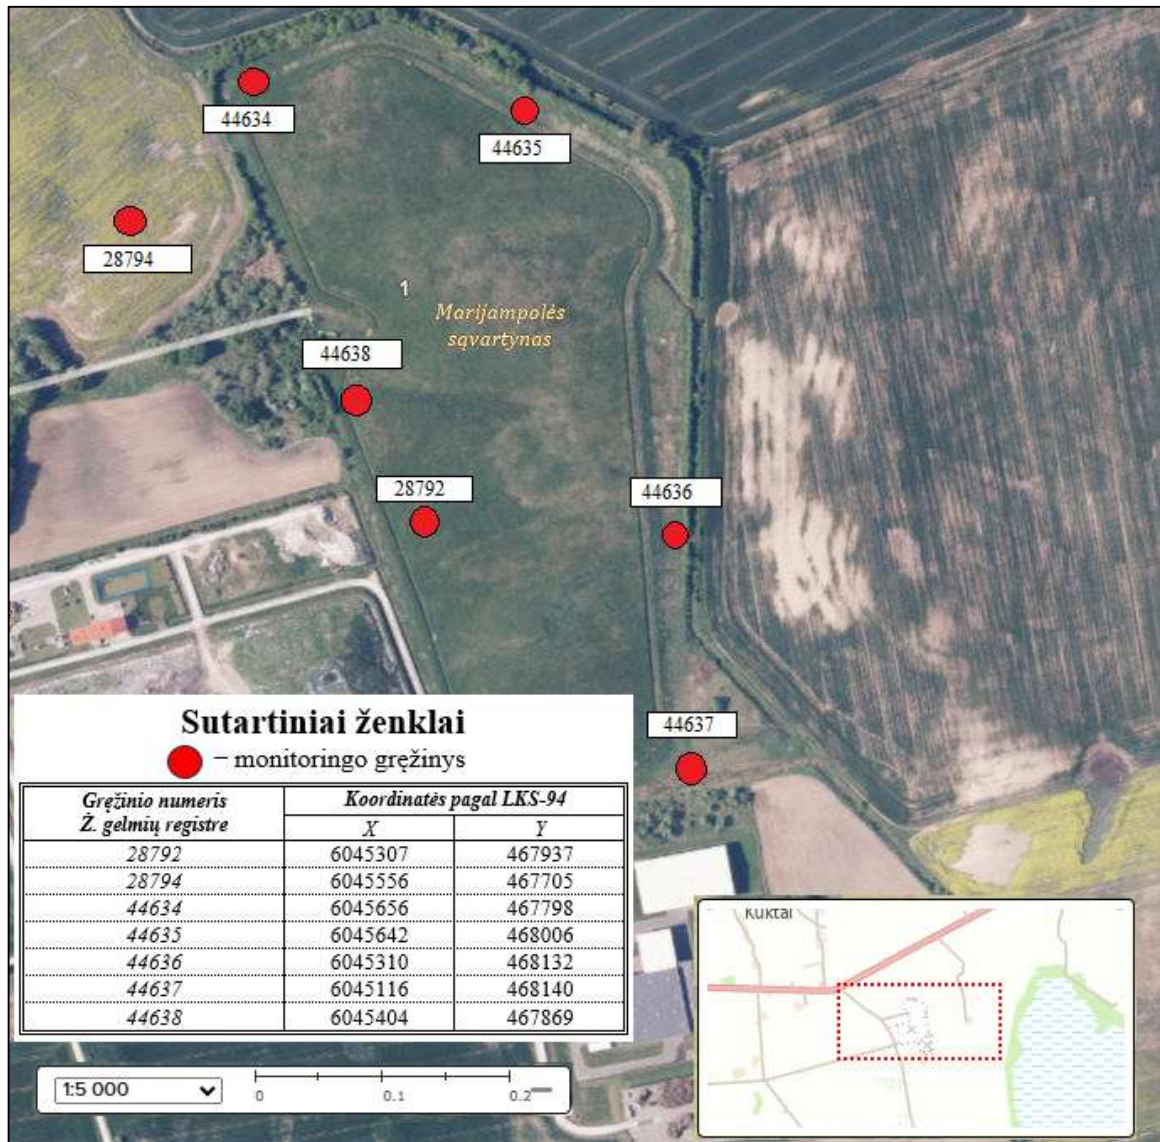 44634
44635
28794
1
Marijampolės
sąvartynas
44638
28792
44636
44637
Sutartiniai ženklai
– monitoringo gręžinys
Gręžinio numeris Ž. gelmių registre
Koordinatės pagal LKS-94
X Y
28792 6045307 467937
28794 6045556 467705
44634 6045656 467798
44635 6045642 468006
44636 6045310 468132
44637 6045116 468140
44638 6045404 467869
1:5 000
0 0.1 0.2
Kuktai